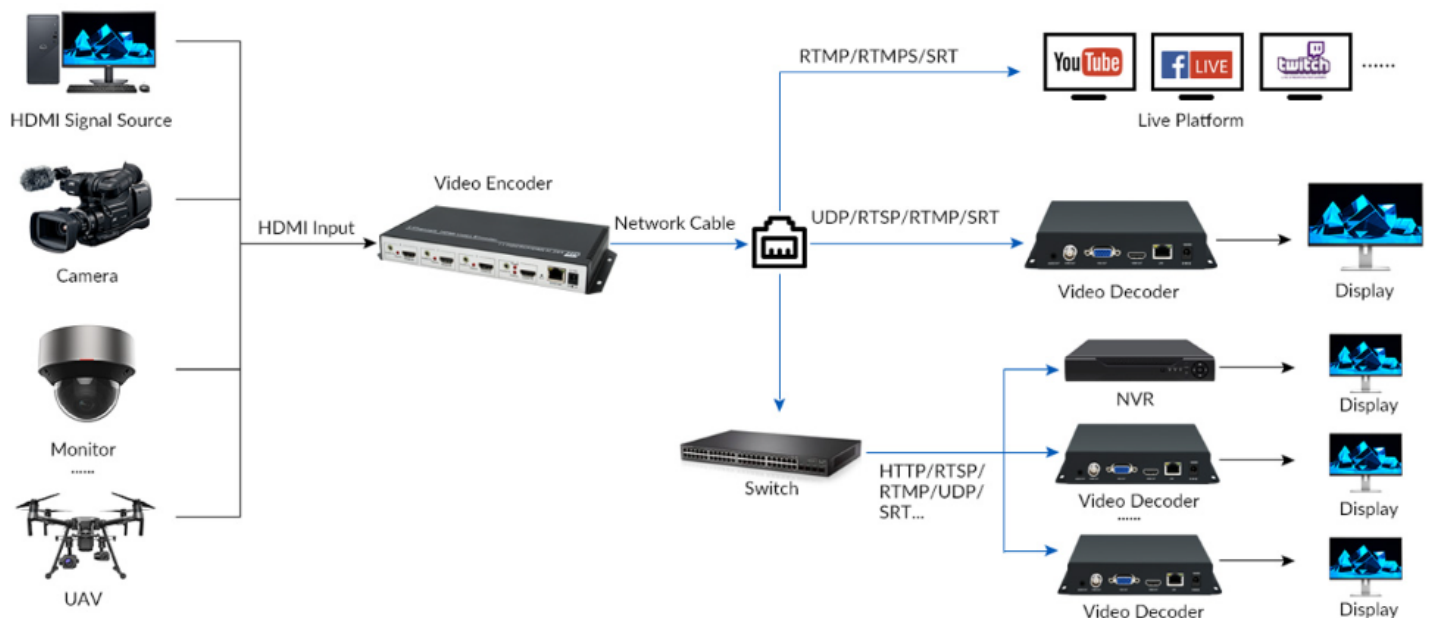 HDMI Signal Source
Camera
Monitor
......
UAV
HDMI Input
Video Encoder
Network Cable
RTMP/RTMPS/SRT
YouTube
f LIVE
twitch
......
Live Platform
UDP/RTSP/RTMP/SRT
Video Decoder
Display
Switch
HTTP/RTSP/
RTMP/UDP/
SRT...
NVR
Display
Video Decoder
......
Display
Video Decoder
Display